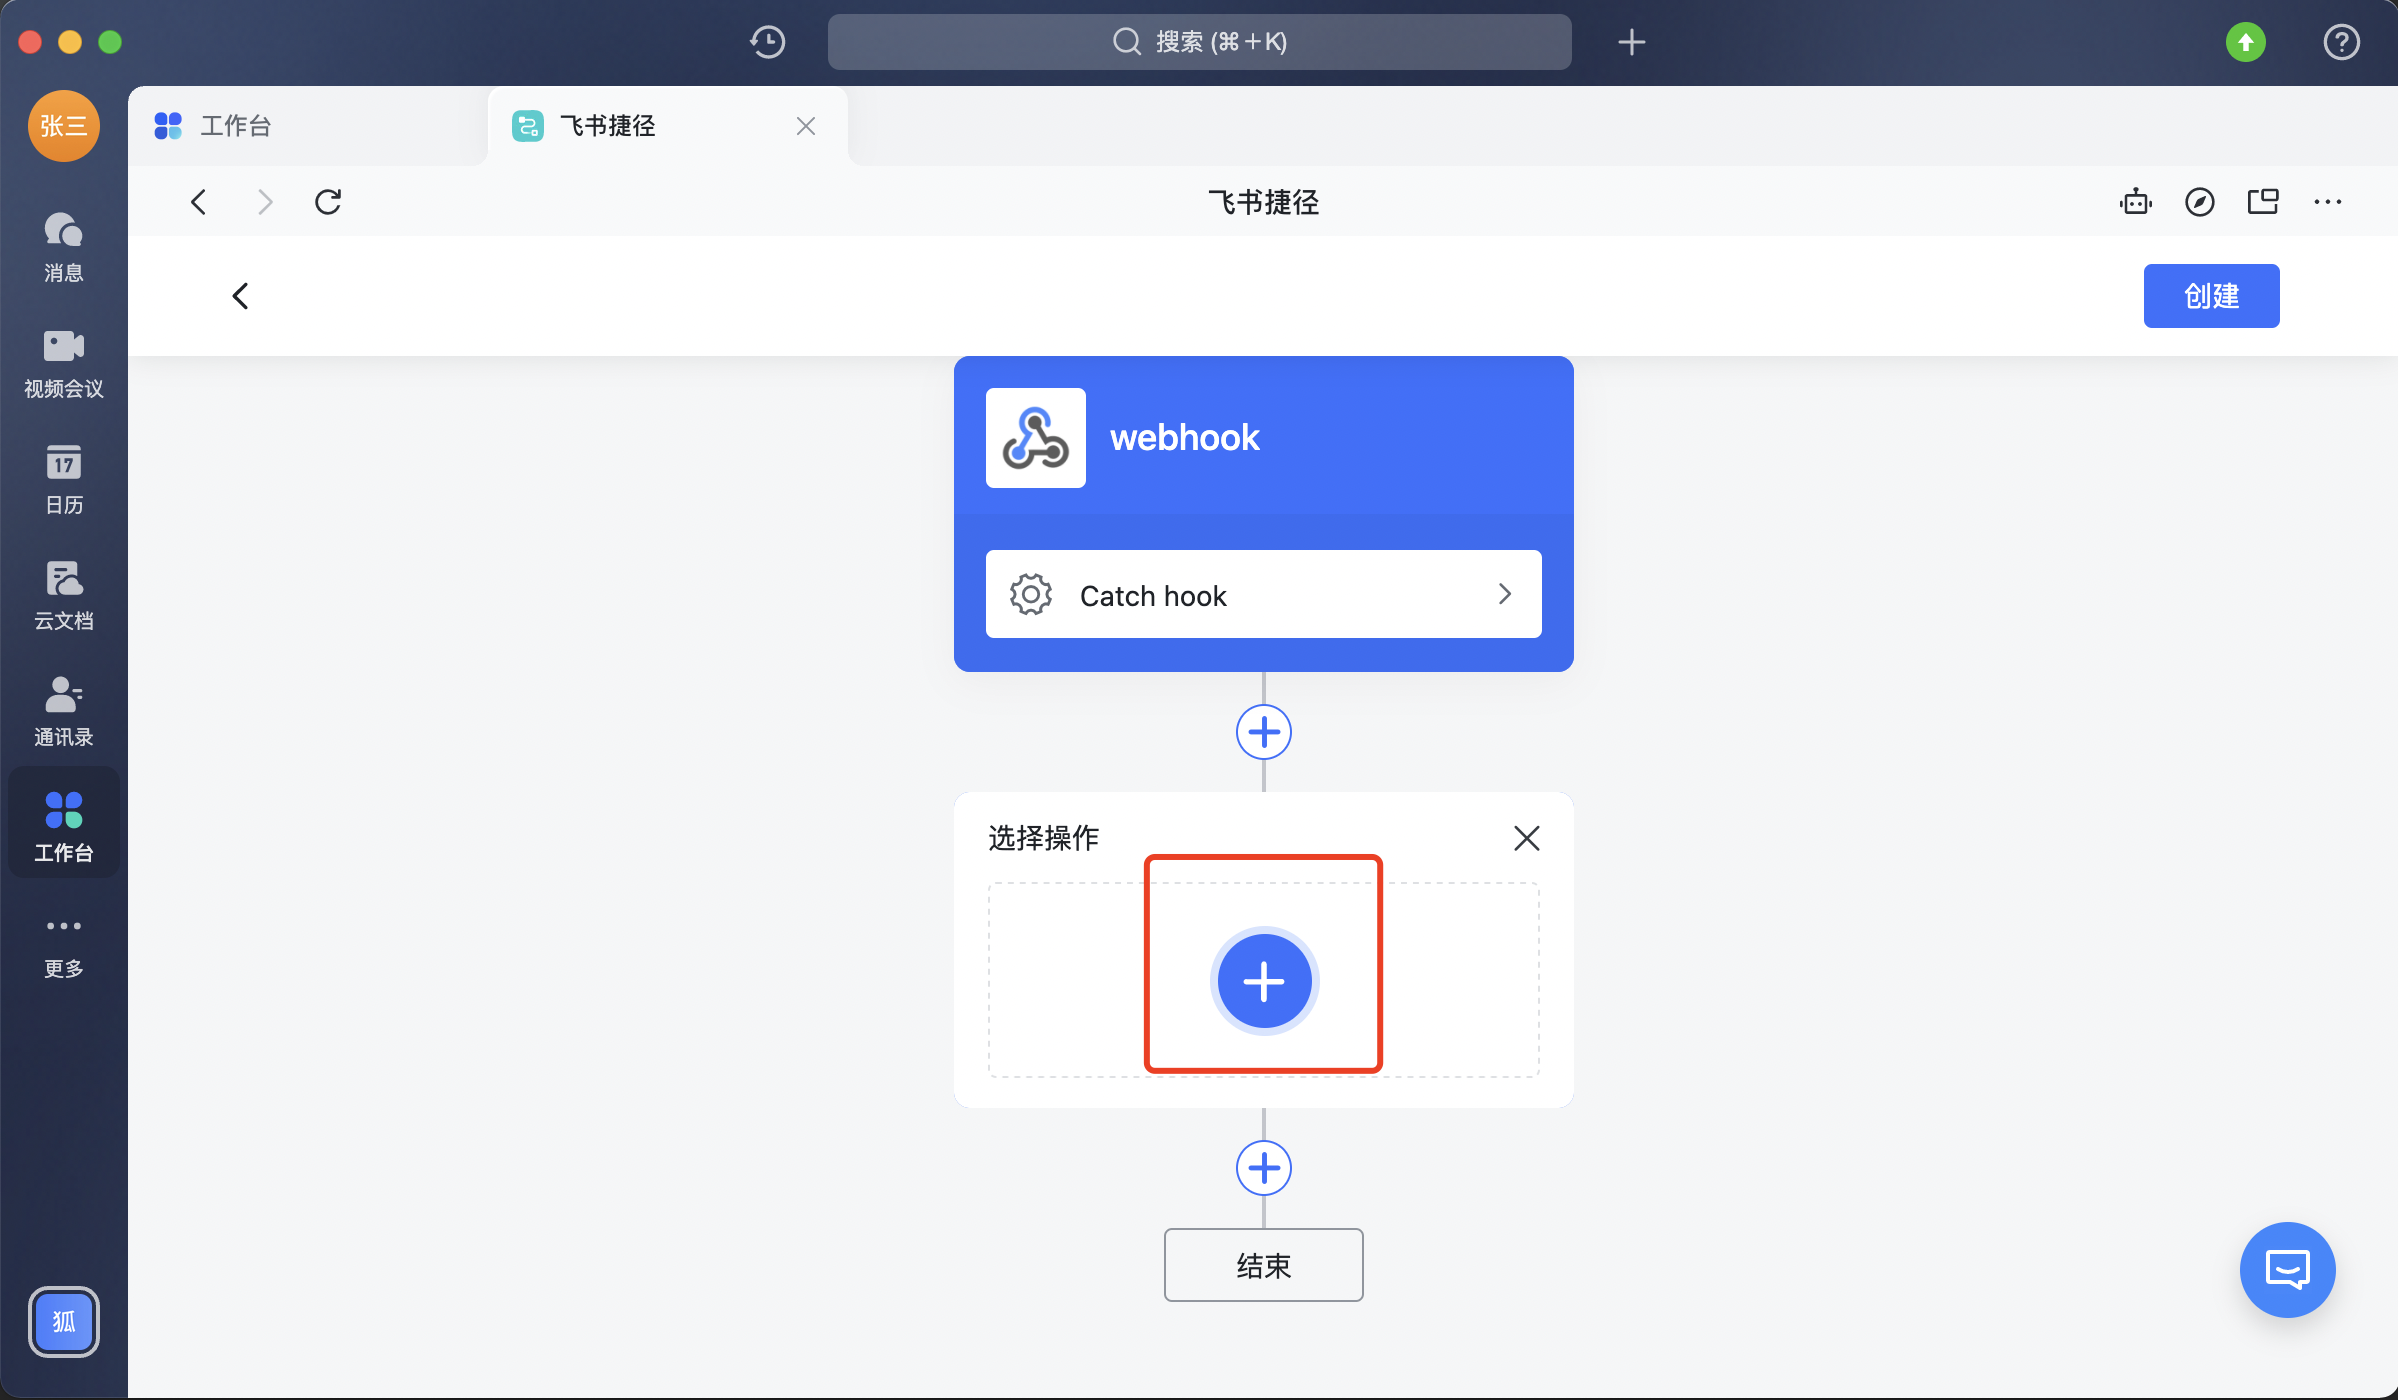 搜索 (⌘+K)
张三
工作台
飞书捷径
飞书捷径
消息
视频会议
17
日历
云文档
通讯录
工作台
更多
狐
创建
webhook
Catch hook
选择操作
结束